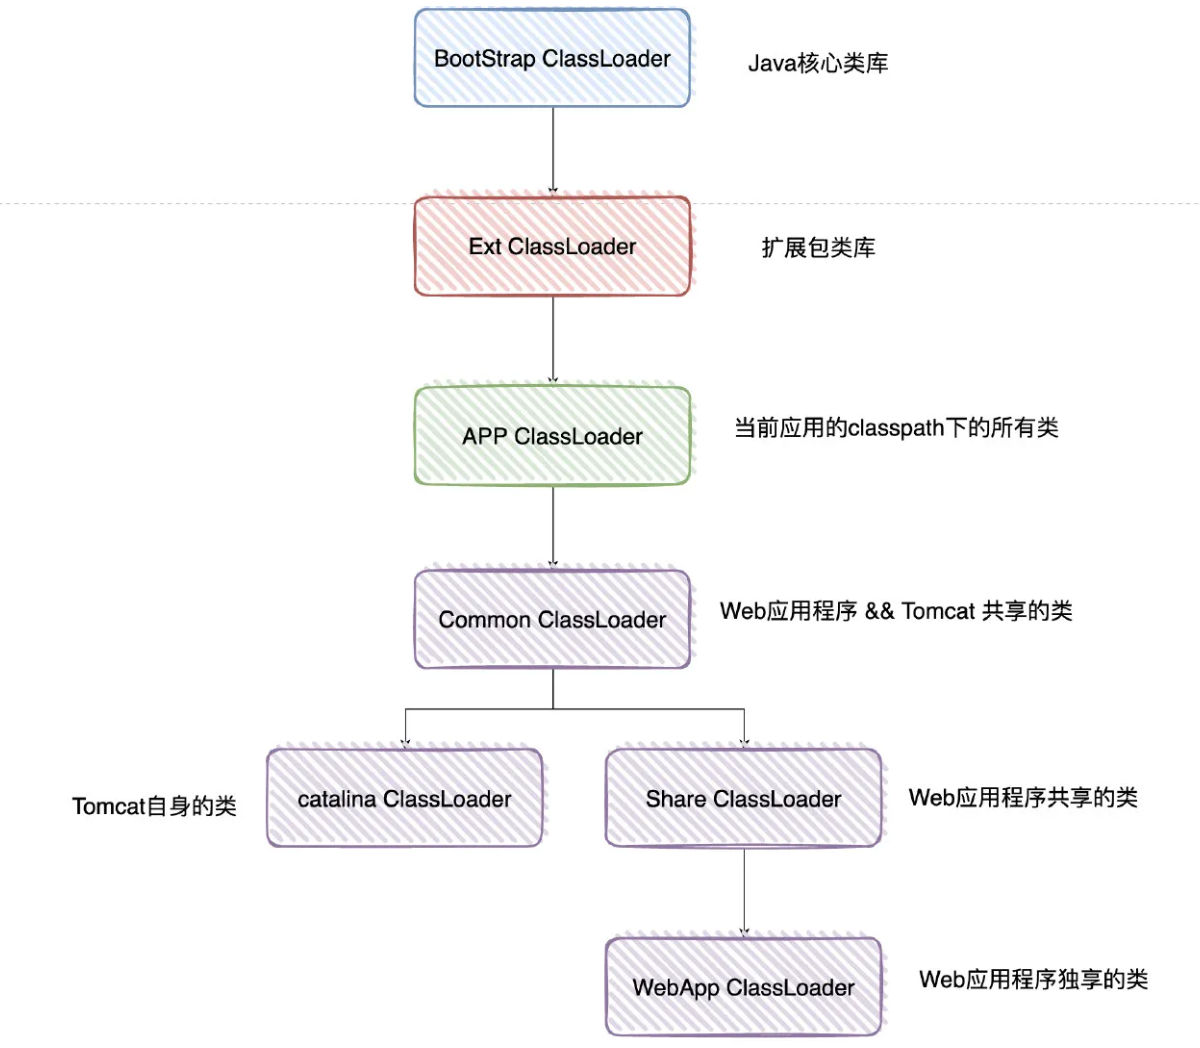 BootStrap ClassLoader
Java核心类库
Ext ClassLoader
扩展包类库
APP ClassLoader
当前应用的classpath下的所有类
Common ClassLoader
Web应用程序 && Tomcat 共享的类
Tomcat自身的类
catalina ClassLoader
Share ClassLoader
Web应用程序共享的类
WebApp ClassLoader
Web应用程序独享的类